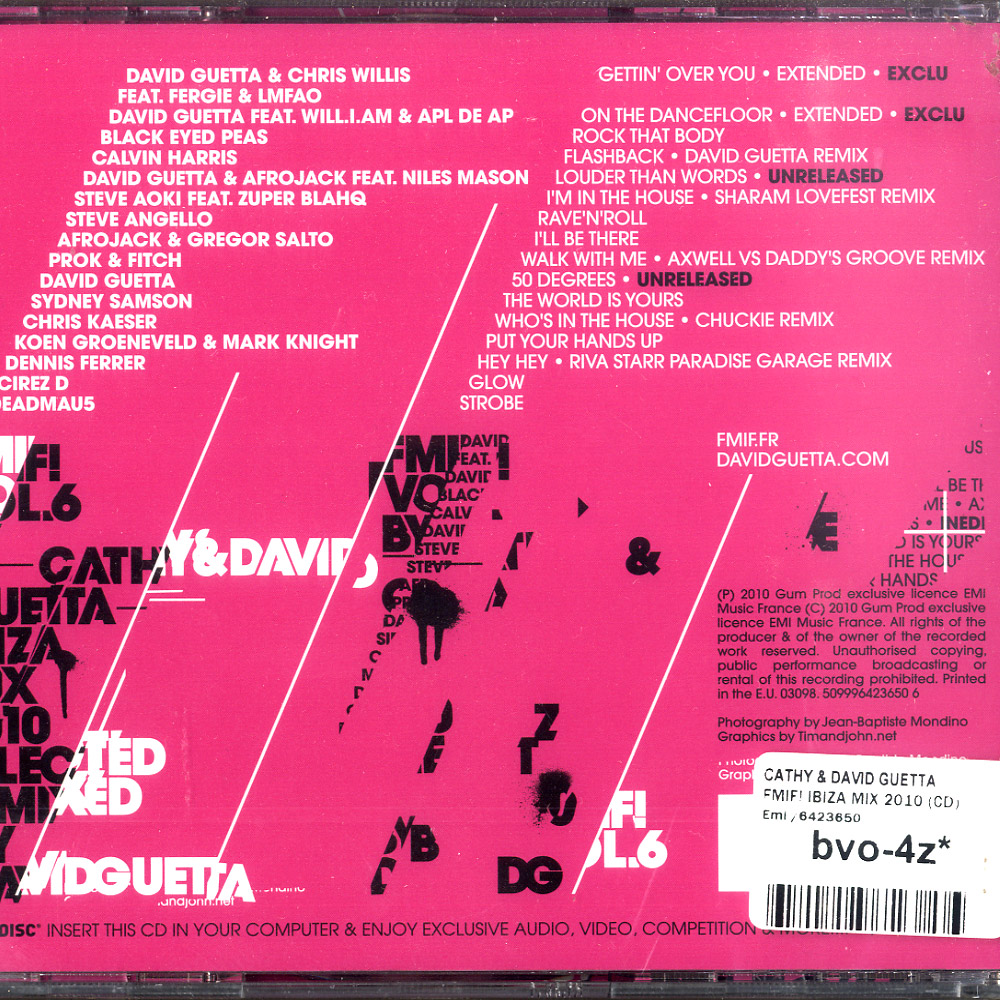 DAVID GUETTA & CHRIS WILLIS
FEAT. FERGIE & LMFAO GETTIN' OVER YOU • EXTENDED • EXCLU
DAVID GUETTA FEAT. WILL.I.AM & APL DE AP ON THE DANCEFLOOR • EXTENDED • EXCLU
BLACK EYED PEAS ROCK THAT BODY
CALVIN HARRIS FLASHBACK • DAVID GUETTA REMIX
DAVID GUETTA & AFROJACK FEAT. NILES MASON LOUDER THAN WORDS • UNRELEASED
STEVE AOKI FEAT. ZUPER BLAHQ I'M IN THE HOUSE • SHARAM LOVEFEST REMIX
STEVE ANGELLO RAVE'N'ROLL
AFROJACK & GREGOR SALTO I'LL BE THERE
PROK & FITCH WALK WITH ME • AXWELL VS DADDY'S GROOVE REMIX
DAVID GUETTA 50 DEGREES • UNRELEASED
SYDNEY SAMSON THE WORLD IS YOURS
CHRIS KAESER WHO'S IN THE HOUSE • CHUCKIE REMIX
KOEN GROENEVELD & MARK KNIGHT PUT YOUR HANDS UP
DENNIS FERRER HEY HEY • RIVA STARR PARADISE GARAGE REMIX
CIREZ D GLOW
DEADMAU5 STROBE
FMIF.FR
DAVIDGUETTA.COM
CATHY & DAVID
GUETTA
(P) 2010 Gum Prod exclusive licence EMI
Music France (C) 2010 Gum Prod exclusive
licence EMI Music France. All rights of the
producer & of the owner of the recorded
work reserved. Unauthorised copying,
public performance broadcasting or
rental of this recording prohibited. Printed
in the E.U. 03098. 509996423650 6
Photography by Jean-Baptiste Mondino
Graphics by Timandjohn.net
CATHY & DAVID GUETTA
FMIF! IBIZA MIX 2010 (CD)
Emi , 6423650
bvo-4z*
DG
DISC INSERT THIS CD IN YOUR COMPUTER & ENJOY EXCLUSIVE AUDIO, VIDEO, COMPETITION